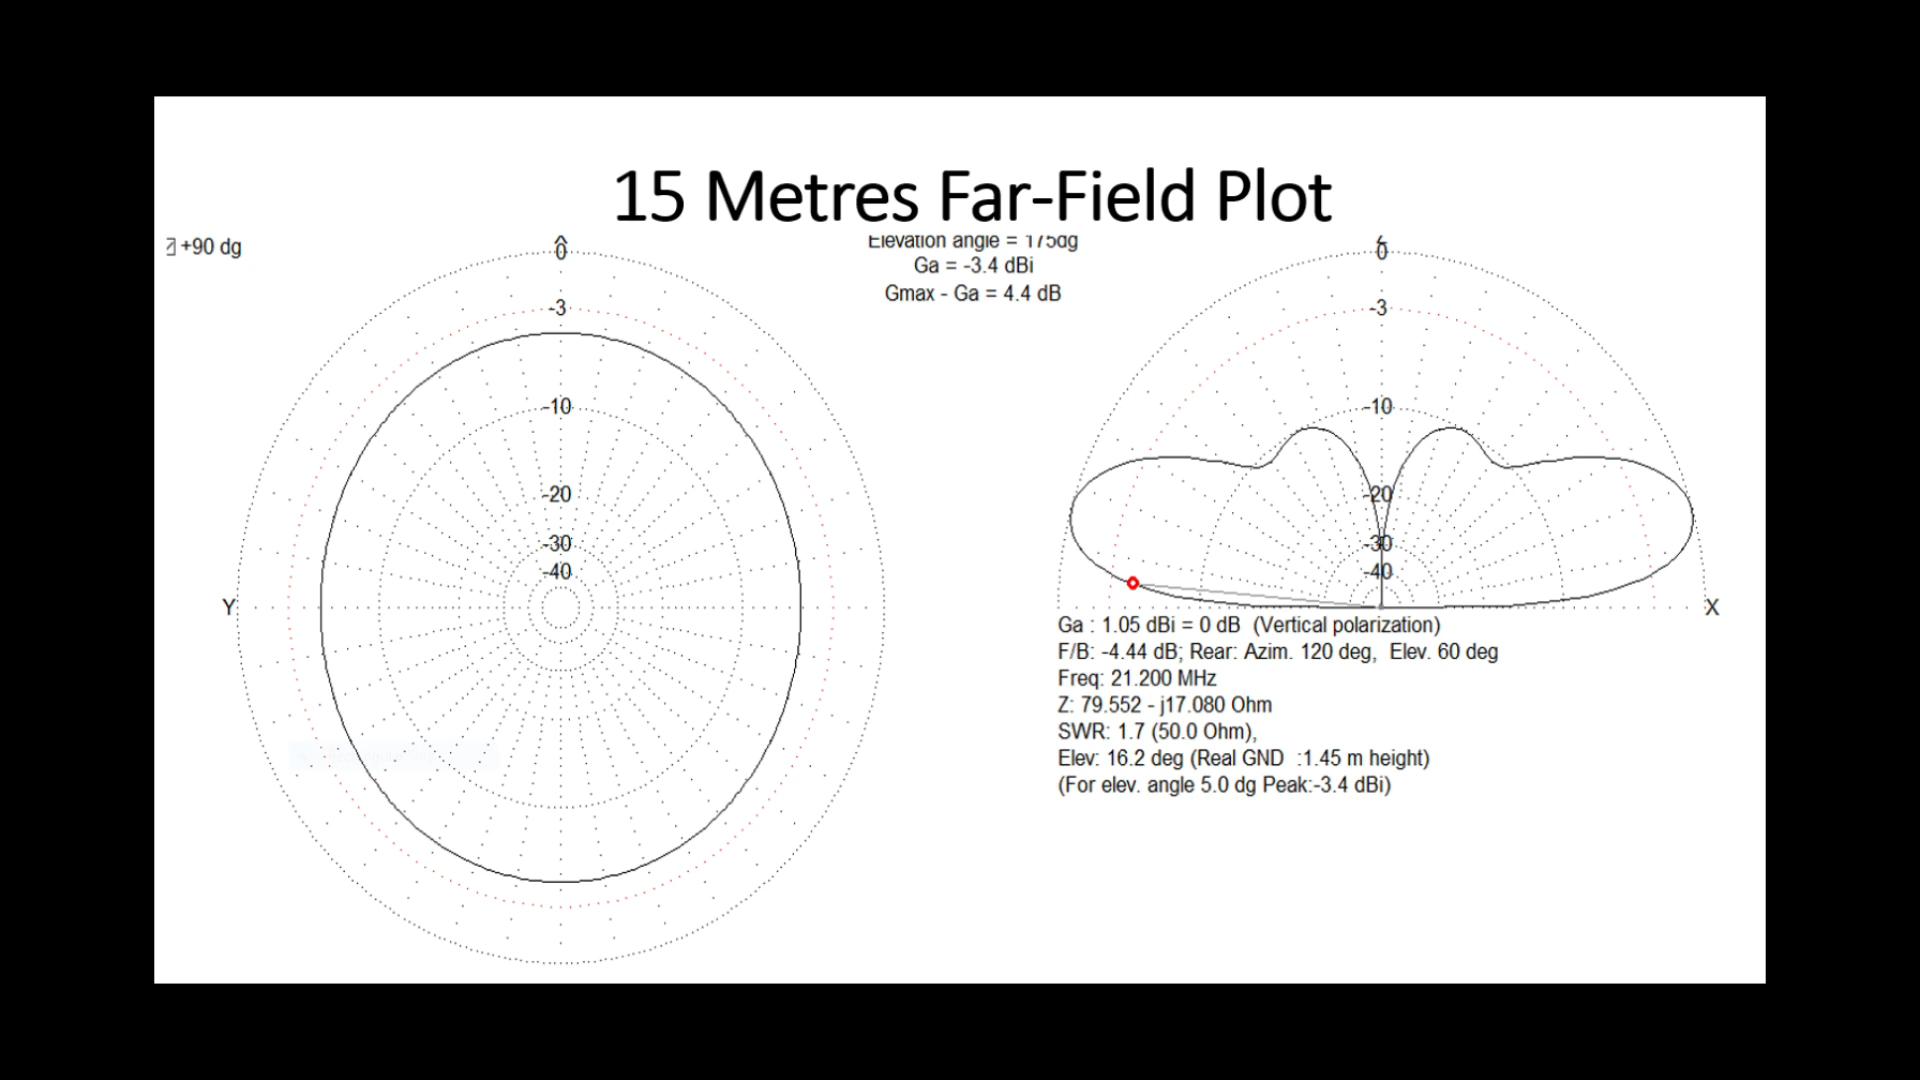 15 Metres Far-Field Plot
+90 dg
Elevation angle = 175dg
Ga = -3.4 dBi
Gmax - Ga = 4.4 dB
0
-3
-10
-20
-30
-40
Y
0
-3
-10
-20
-30
-40
X
Ga : 1.05 dBi = 0 dB (Vertical polarization)
F/B: -4.44 dB; Rear: Azim. 120 deg, Elev. 60 deg
Freq: 21.200 MHz
Z: 79.552 - j17.080 Ohm
SWR: 1.7 (50.0 Ohm),
Elev: 16.2 deg (Real GND :1.45 m height)
(For elev. angle 5.0 dg Peak:-3.4 dBi)